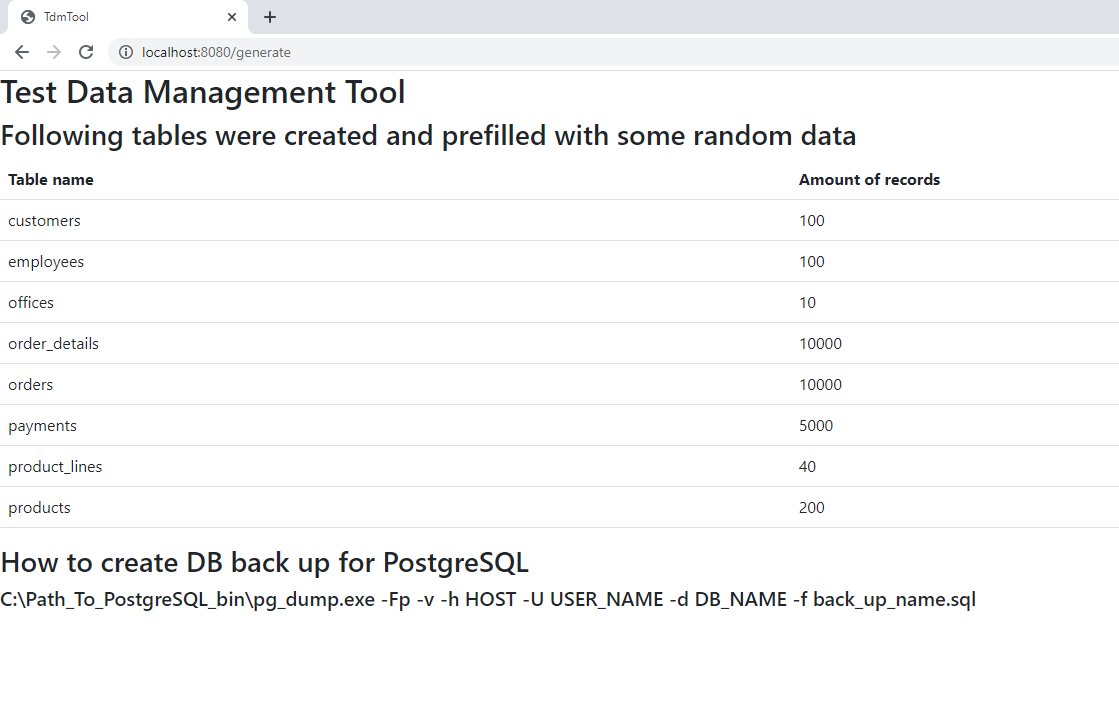 TdmTool
localhost:8080/generate
Test Data Management Tool
Following tables were created and prefilled with some random data
Table name Amount of records
customers 100
employees 100
offices 10
order_details 10000
orders 10000
payments 5000
product_lines 40
products 200
How to create DB back up for PostgreSQL
C:\Path_To_PostgreSQL_bin\pg_dump.exe -Fp -v -h HOST -U USER_NAME -d DB_NAME -f back_up_name.sql